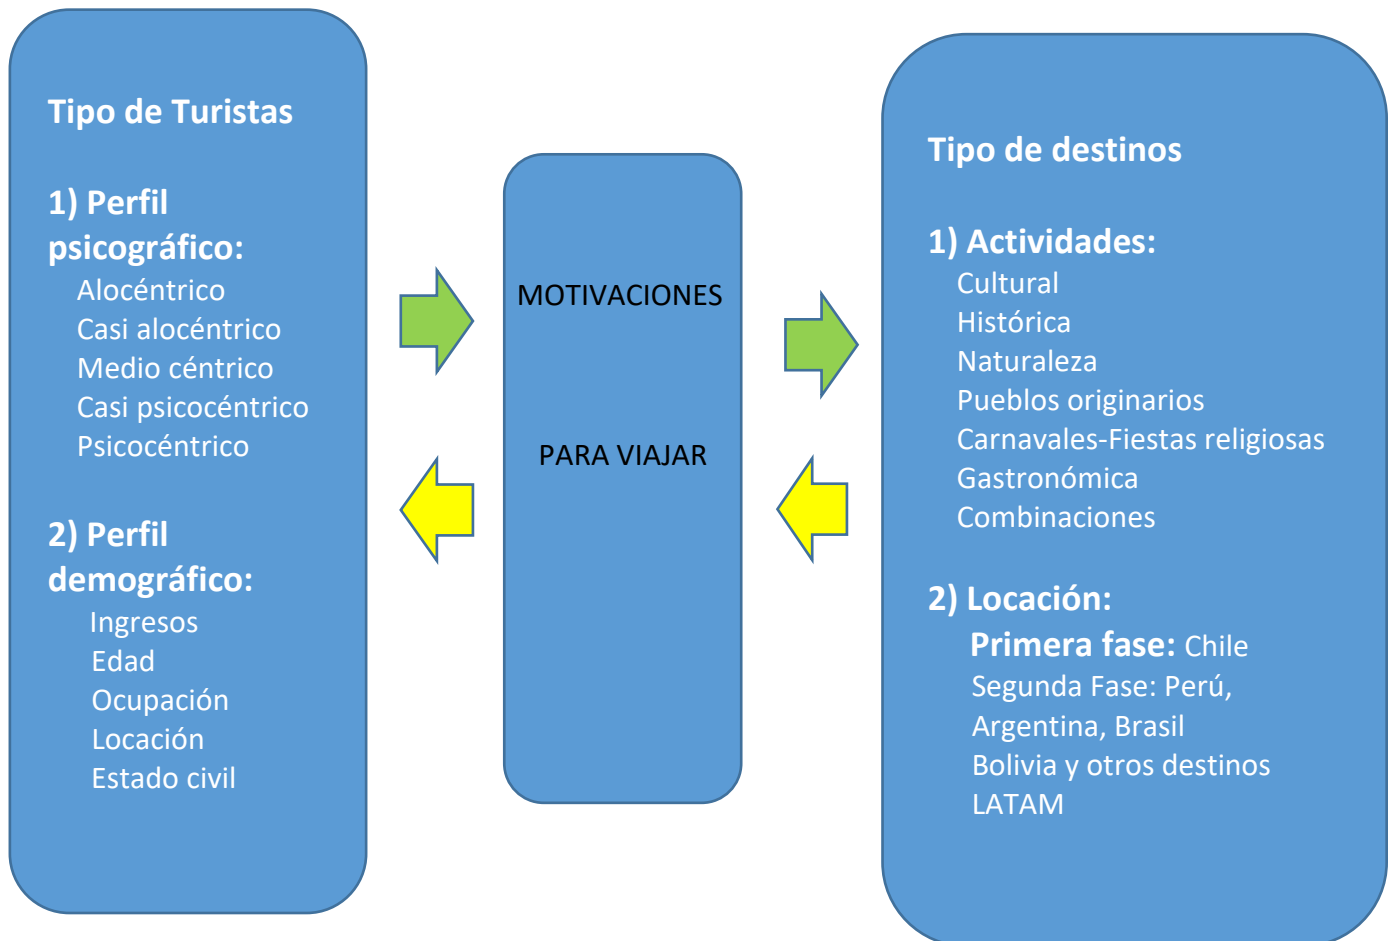 Tipo de Turistas
1) Perfil
psicográfico:
Alocéntrico
Casi alocéntrico
Medio céntrico
Casi psicocéntrico
Psicocéntrico
2) Perfil
demográfico:
Ingresos
Edad
Ocupación
Locación
Estado civil
MOTIVACIONES
PARA VIAJAR
Tipo de destinos
1) Actividades:
Cultural
Histórica
Naturaleza
Pueblos originarios
Carnavales-Fiestas religiosas
Gastronómica
Combinaciones
2) Locación:
Primera fase: Chile
Segunda Fase: Perú,
Argentina, Brasil
Bolivia y otros destinos
LATAM